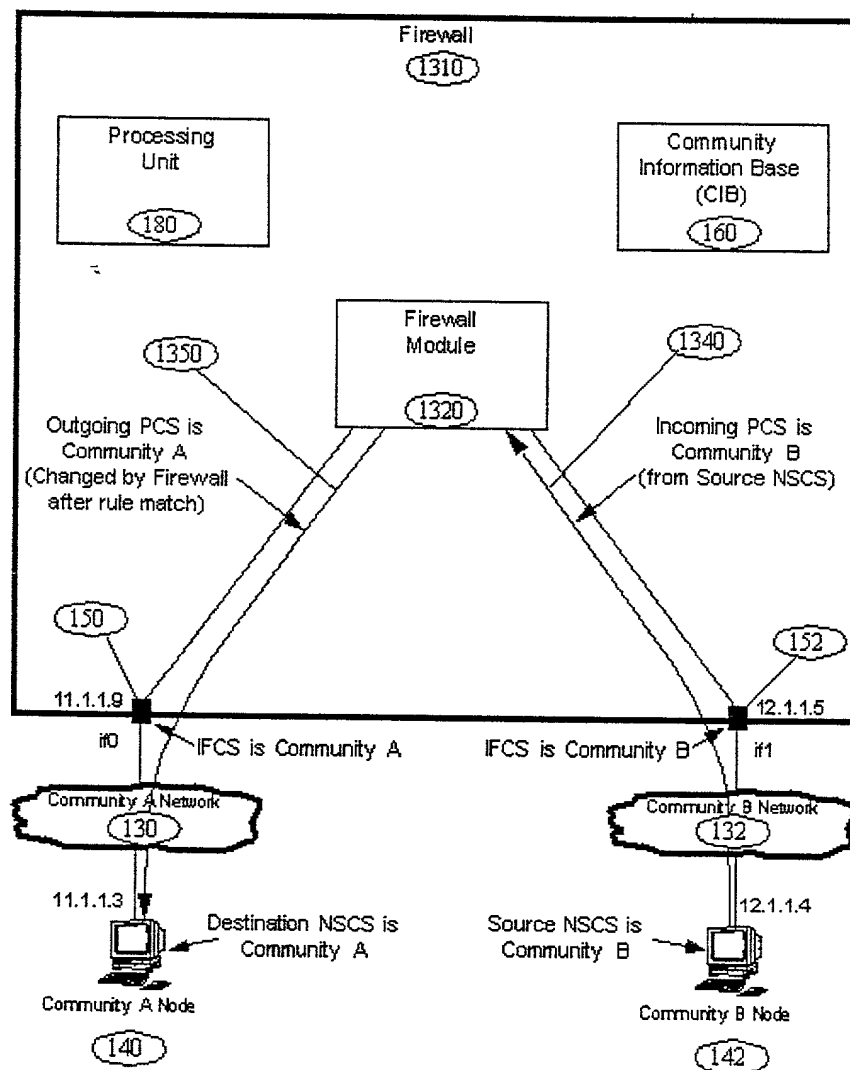 Firewall
1310
Processing
Unit
180
Community
Information Base
(CIB)
160
Firewall
Module
1320
1350
1340
Outgoing PCS is
Community A
(Changed by Firewall
after rule match)
Incoming PCS is
Community B
(from Source NSCS)
150
152
11.1.1.9
12.1.1.5
if0
IFCS is Community A
IFCS is Community B
if1
Community A Network
130
Community B Network
132
11.1.1.3
Destination NSCS is
Community A
Source NSCS is
Community B
12.1.1.4
Community A Node
140
Community B Node
142